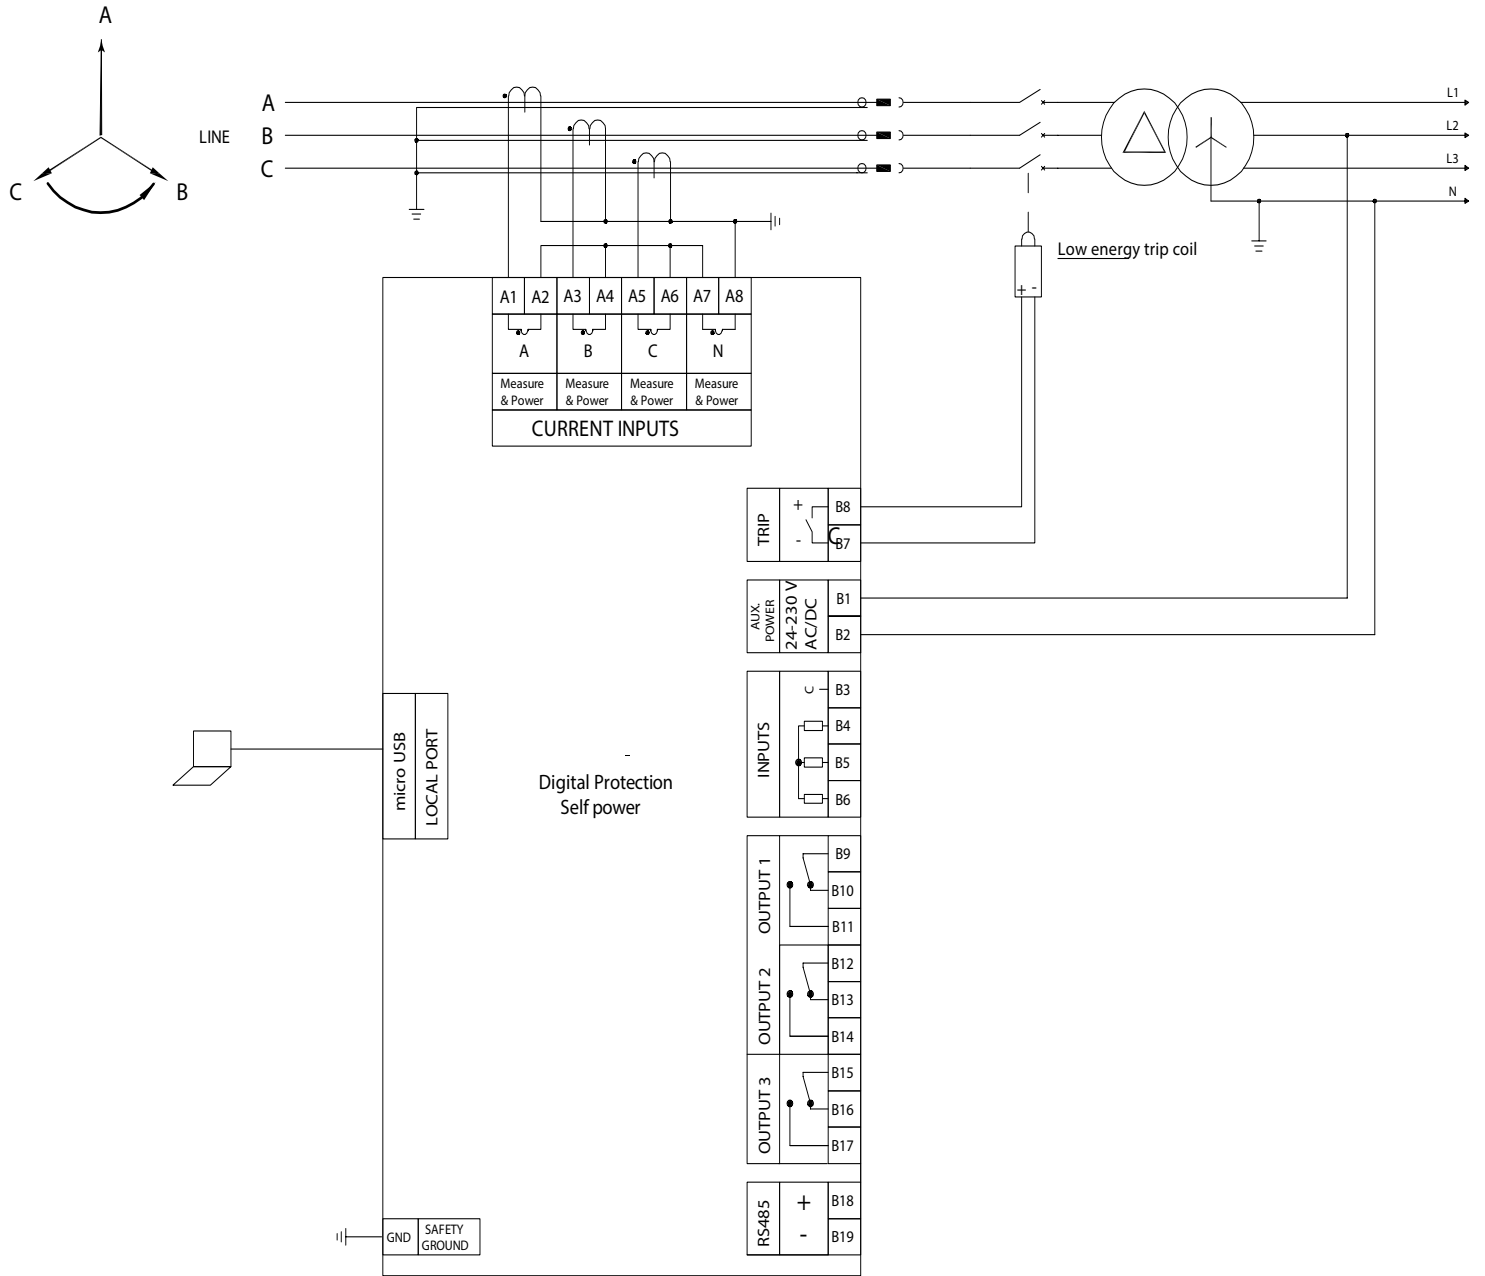 A
C
B
LINE
A
B
C
L1
L2
L3
N
Low energy trip coil
+ -
A1 A2 A3 A4 A5 A6 A7 A8
A B C N
Measure
& Power
Measure
& Power
Measure
& Power
Measure
& Power
CURRENT INPUTS
TRIP
+
-
B8
C
B7
AUX.
POWER
24-230 V
AC/DC
B1
B2
INPUTS
C
B3
B4
B5
B6
micro USB
LOCAL PORT
-
Digital Protection
Self power
OUTPUT 1
B9
B10
B11
OUTPUT 2
B12
B13
B14
OUTPUT 3
B15
B16
B17
RS485
+
-
B18
B19
GND
SAFETY
GROUND